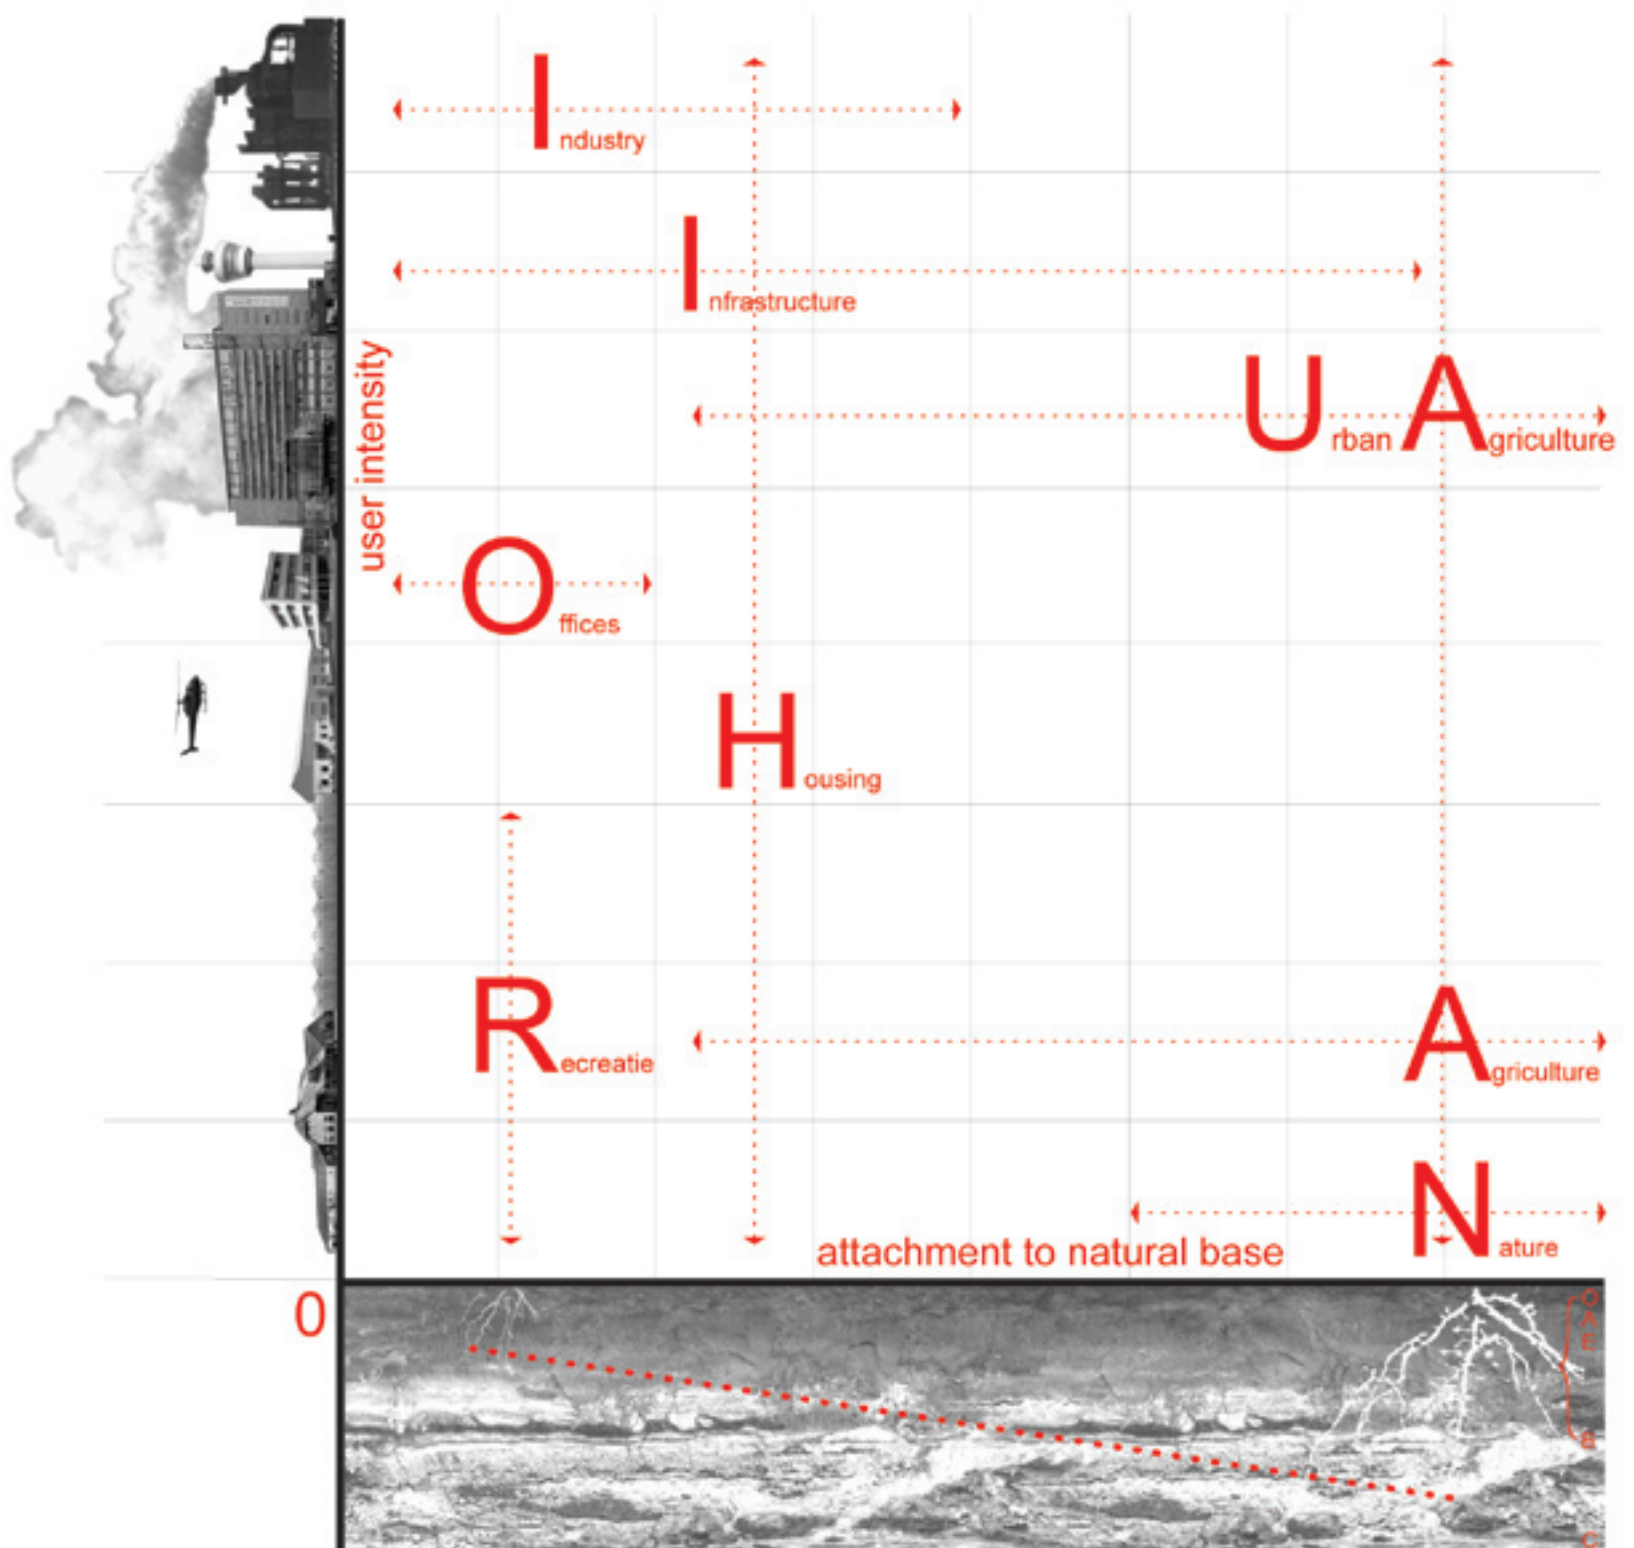 Industry
Infrastructure
user intensity
Urban Agriculture
Offices
Housing
Recreatie
Agriculture
Nature
attachment to natural base
0
O
A
E
B
C